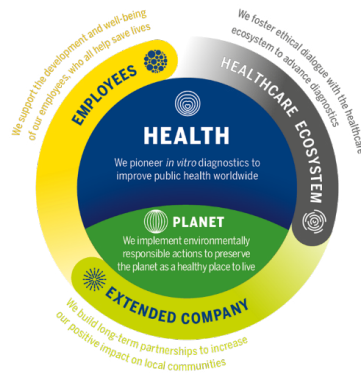 We support the development and well-being
of our employees, who all help save lives
EMPLOYEES
We foster ethical dialogue with the healthcare
ecosystem to advance diagnostics
HEALTHCARE ECOSYSTEM
HEALTH
We pioneer in vitro diagnostics to
improve public health worldwide
PLANET
We implement environmentally
responsible actions to preserve
the planet as a healthy place to live
EXTENDED COMPANY
We build long-term partnerships to increase
our positive impact on local communities